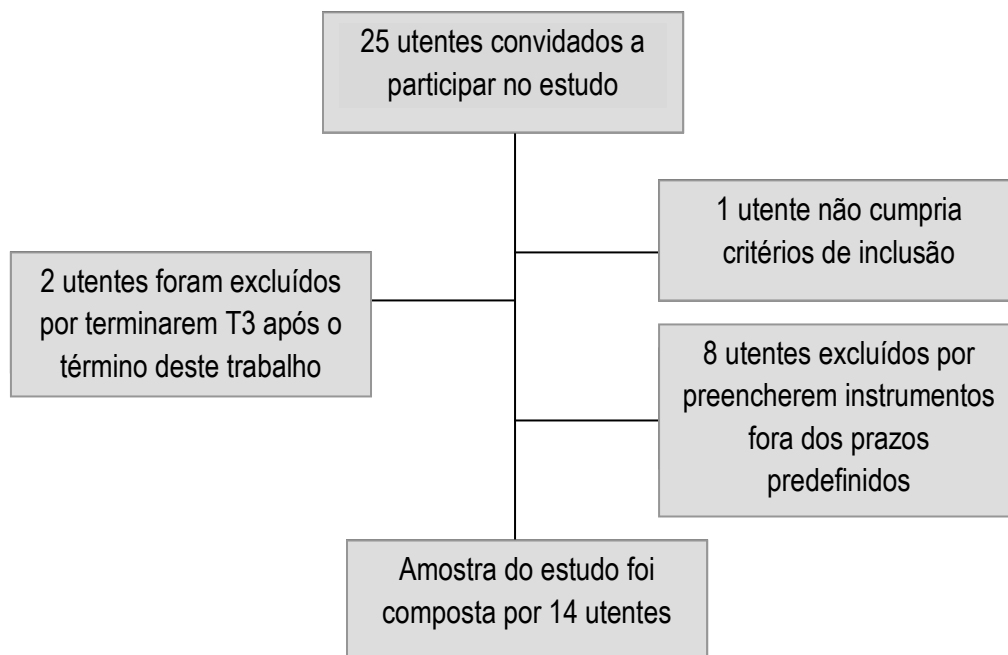 25 utentes convidados a
participar no estudo
1 utente não cumpria
critérios de inclusão
2 utentes foram excluídos
por terminarem T3 após o
término deste trabalho
8 utentes excluídos por
preencherem instrumentos
fora dos prazos
predefinidos
Amostra do estudo foi
composta por 14 utentes